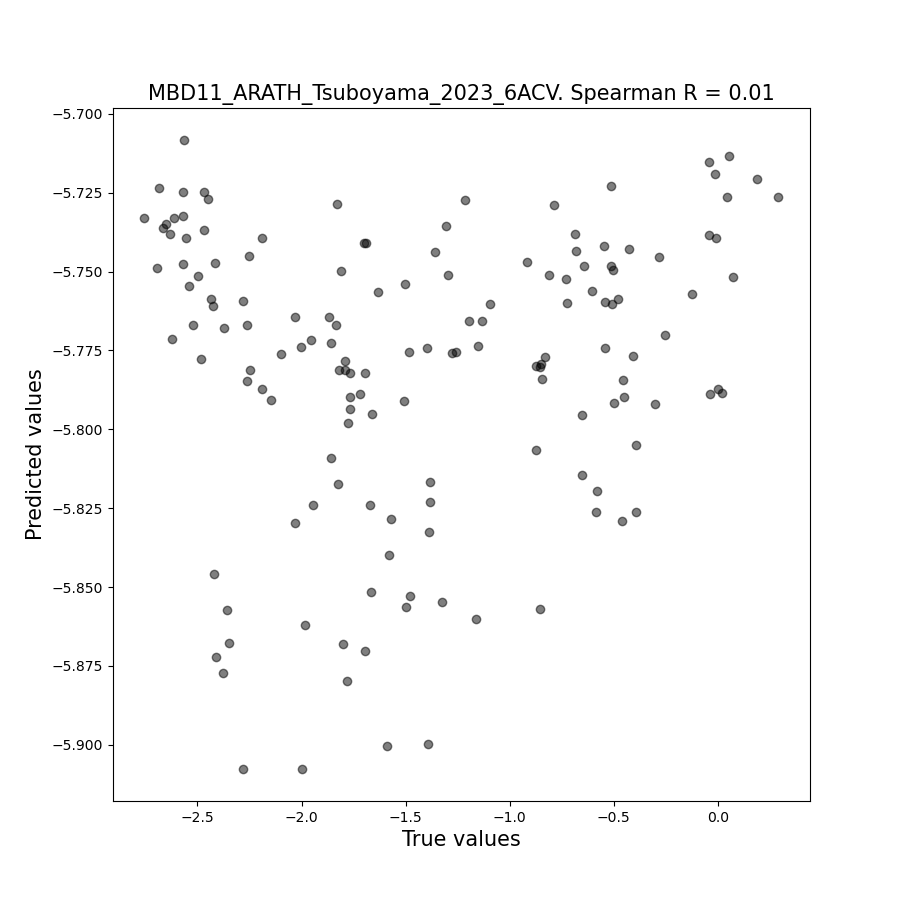 MBD11_ARATH_Tsuboyama_2023_6ACV. Spearman R = 0.01
−5.700
−5.725
−5.750
−5.775
−5.800
−5.825
−5.850
−5.875
−5.900
Predicted values
−2.5 −2.0 −1.5 −1.0 −0.5 0.0
True values